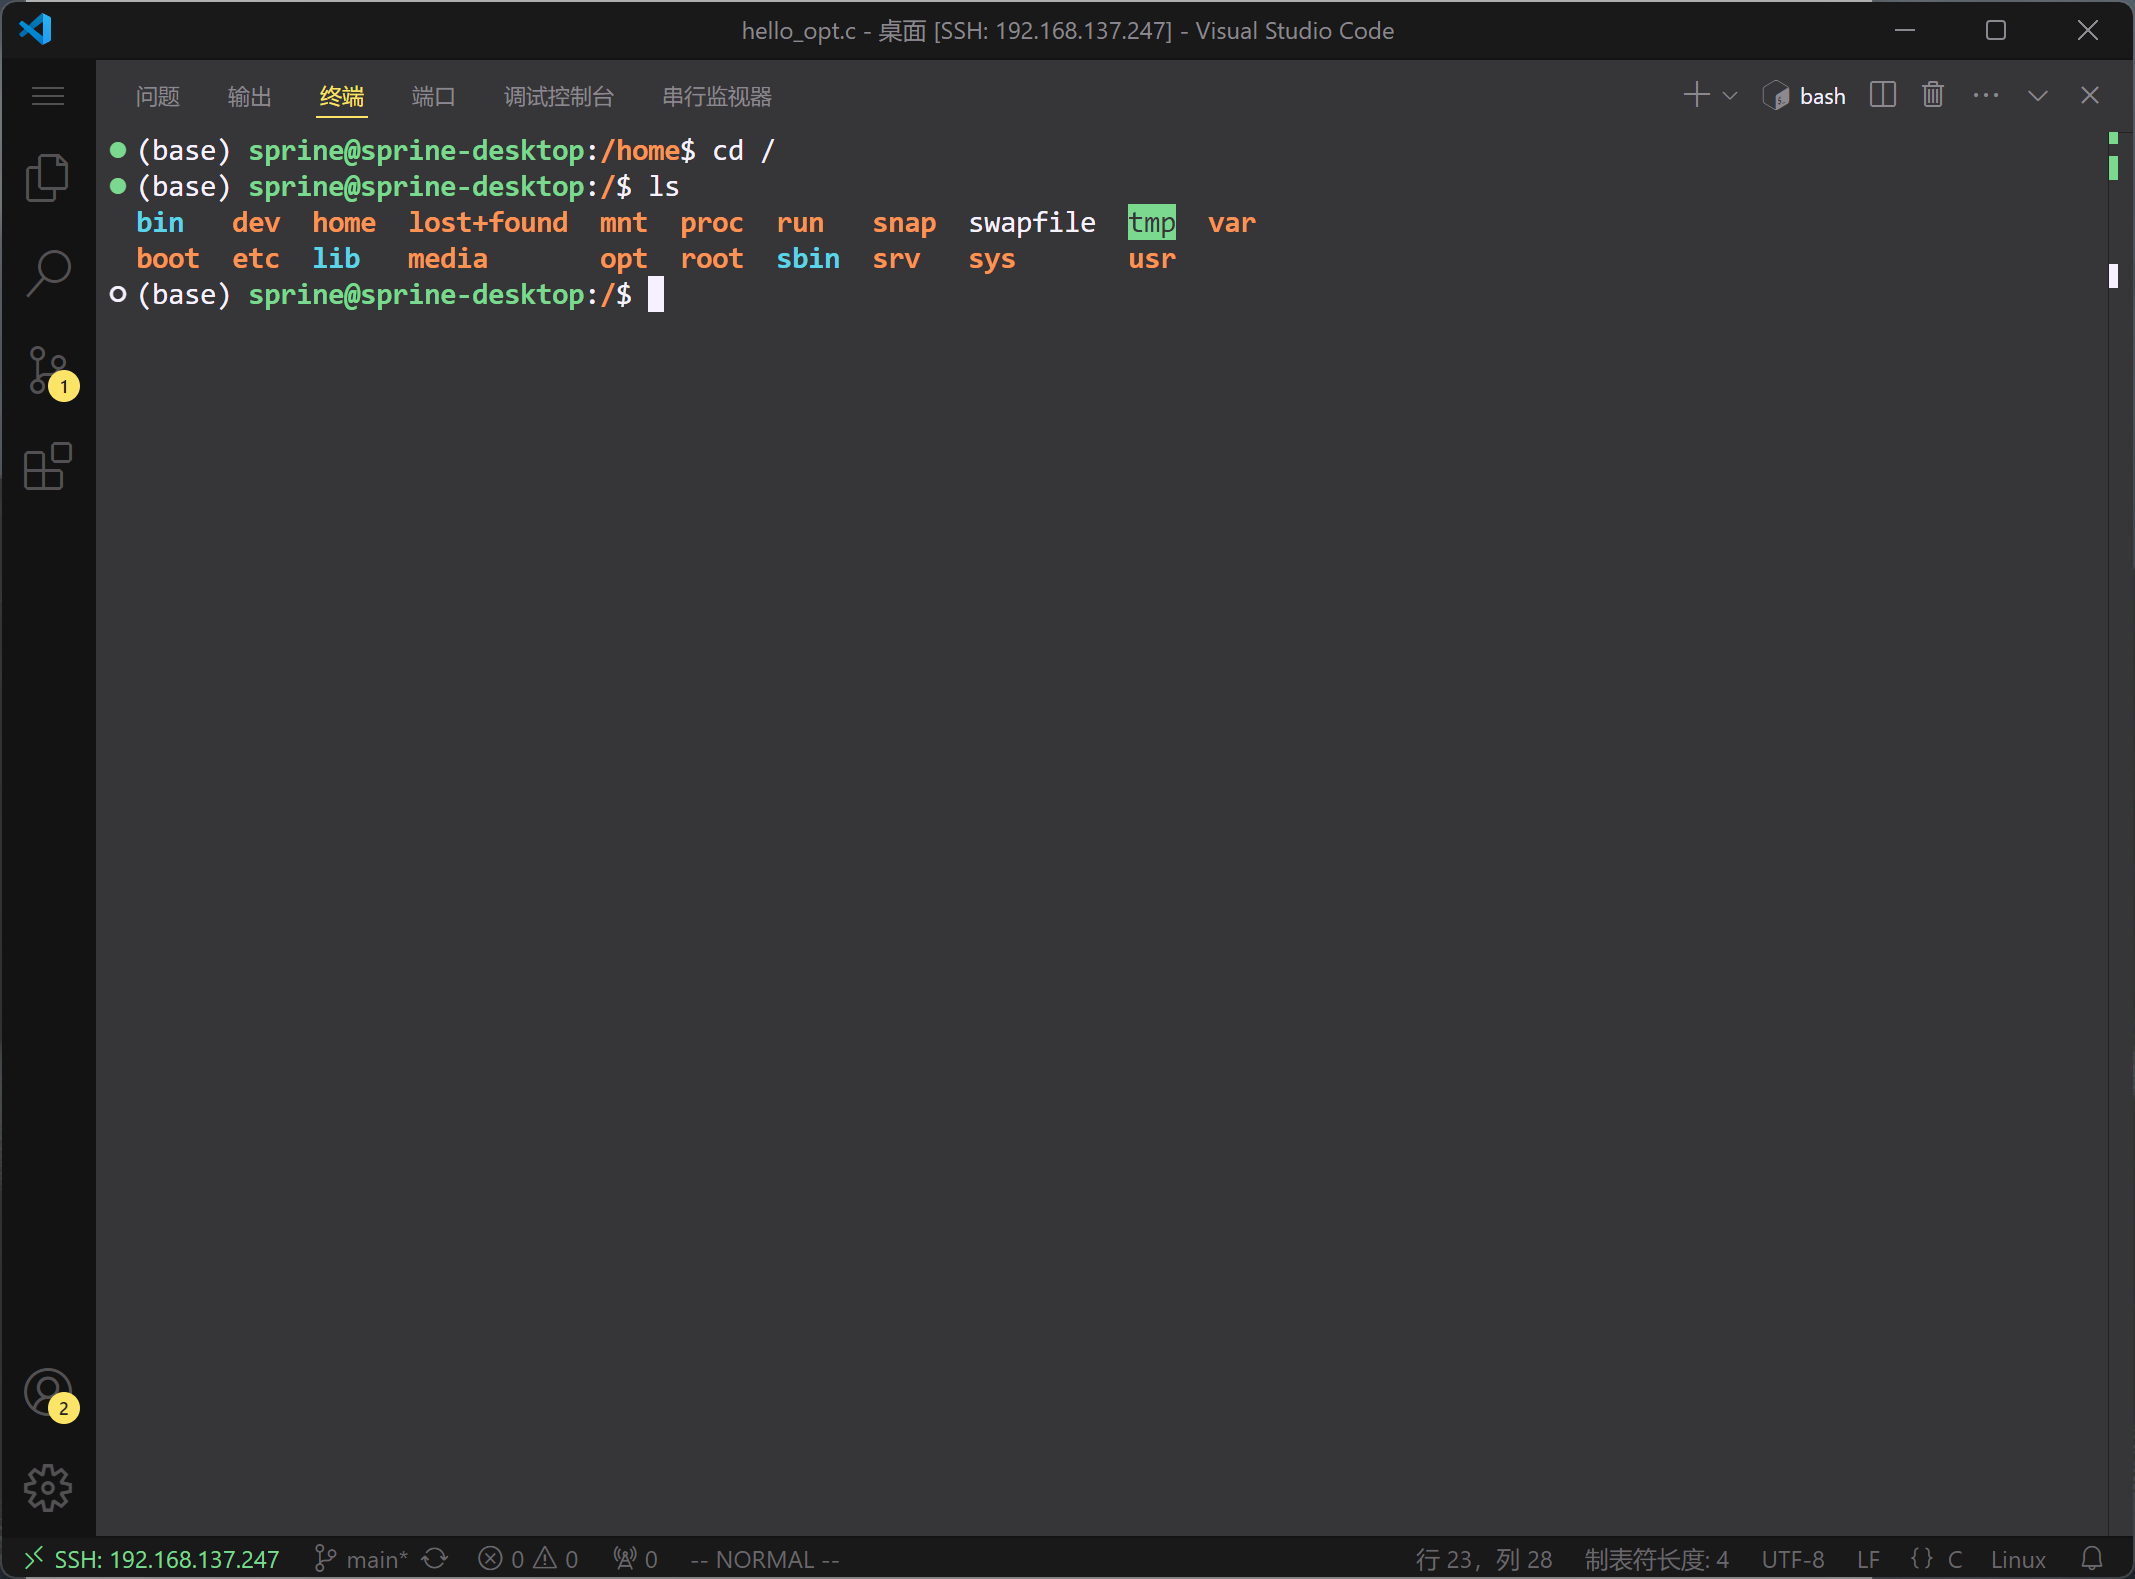 hello_opt.c - 桌面 [SSH: 192.168.137.247] - Visual Studio Code
问题 输出 终端 端口 调试控制台 串行监视器 bash
(base) sprine@sprine-desktop:/home$ cd /
(base) sprine@sprine-desktop:/$ ls
bin dev home lost+found mnt proc run snap swapfile tmp var
boot etc lib media opt root sbin srv sys usr
(base) sprine@sprine-desktop:/$
1
2
SSH: 192.168.137.247 main* 0 0 0 -- NORMAL -- 行 23，列 28 制表符长度: 4 UTF-8 LF {} C Linux